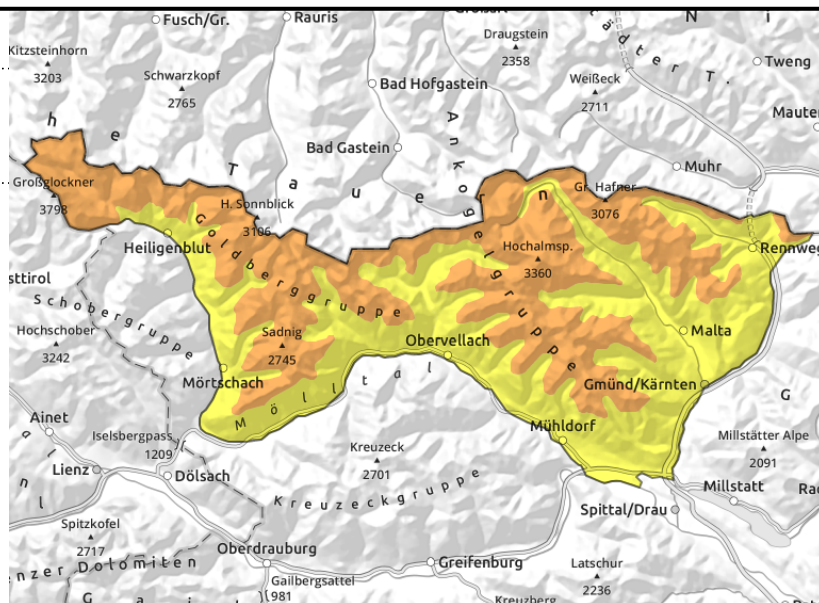 Fusch/Gr.
Rauris
N i
Draugstein
2358
Kitzsteinhorn
3203
Schwarzkopf
2765
Bad Hofgastein
Weißeck
2711
Tweng
Bad Gastein
Muhr
h e
T a u e
Großglockner
3798
H. Sonnblick
3106
Gr. Hafner
3076
Heiligenblut
Goldberggruppe
Ankogelgruppe
Hochalmsp.
3360
Rennweg
Schobergruppe
Hochschober
3242
Sadnig
2745
Obervellach
Malta
Mörtschach
Gmünd/Kärnten
Mölltal
Ainet
Iselsbergpass
1209
Mühldorf
G
Kreuzeck
2701
Millstätter Alpe
2091
Lienz
Dölsach
Kreuzeckgruppe
Millstatt
Spittal/Drau
Spitzkofel
2717
Oberdrauburg
Greifenburg
Latschur
2236
enzer Dolomiten
Gailbergsattel
981
Kreuzberg
G a i